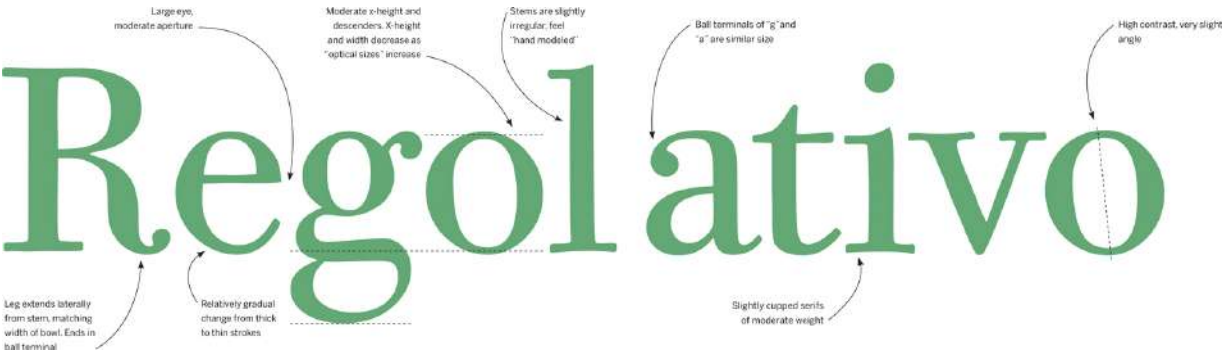 Large eye,
moderate aperture
Moderate x-height and
descenders. X-height
and width decrease as
"optical sizes" increase
Stems are slightly
irregular, feel
"hand modeled"
Ball terminals of "g" and
"a" are similar size
High contrast, very slight
angle
Regolativo
Leg extends laterally
from stem, matching
width of bowl. Ends in
ball terminal
Relatively gradual
change from thick
to thin strokes
Slightly cupped serifs
of moderate weight